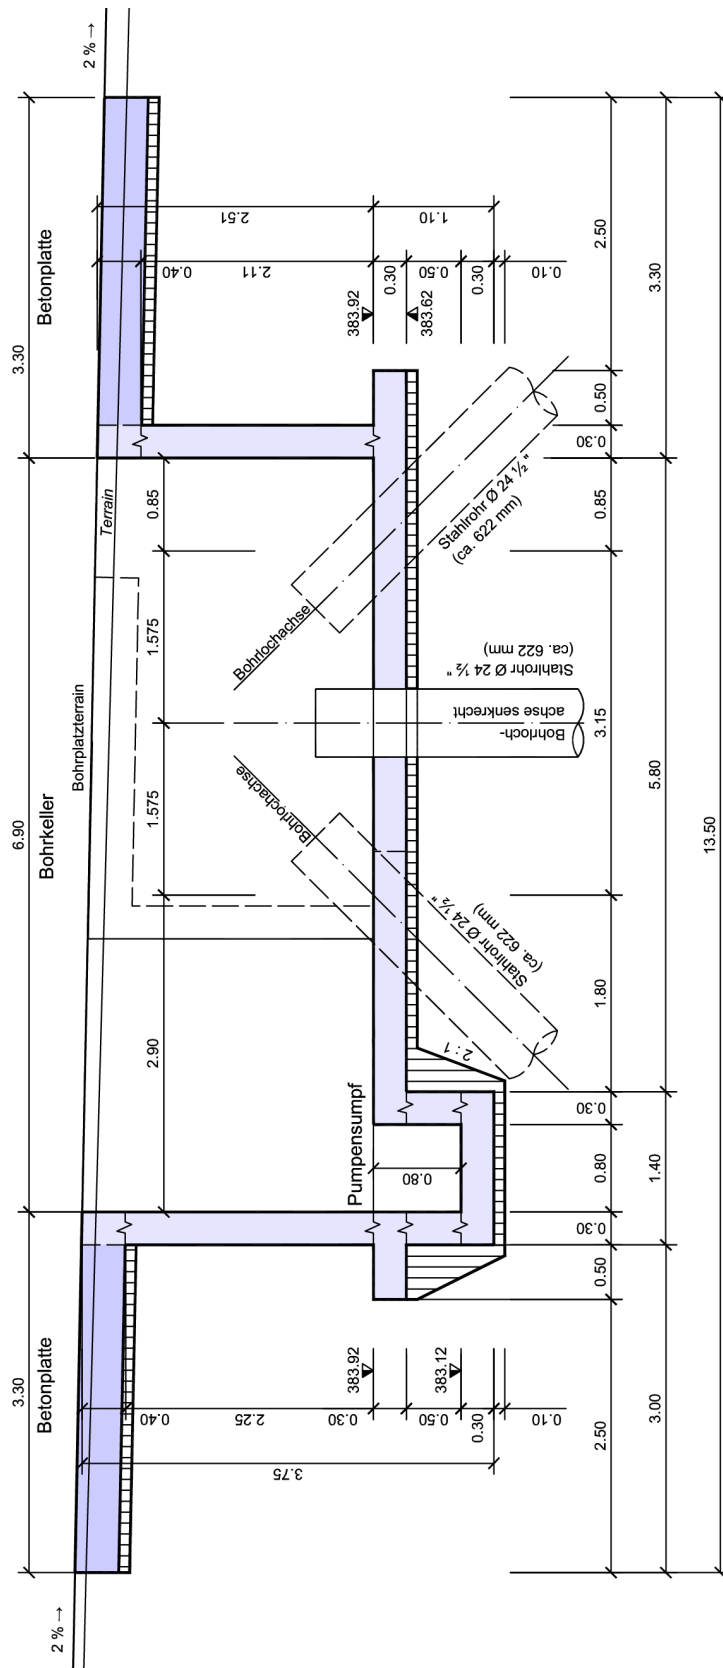 2 % →
2 % →
3.30
6.90
3.30
Betonplatte
Bohrkeller
Betonplatte
Bohrplatzterrain
Terrain
2.90
1.575
1.575
0.85
Bohrlochachse
Bohrlochachse
Bohrloch-
achse senkrecht
Stahlrohr Ø 24 ½ "
(ca. 622 mm)
Stahlrohr Ø 24 ½ "
(ca. 622 mm)
Stahlrohr Ø 24 ½ "
(ca. 622 mm)
Pumpensumpf
0.80
2 : 1
383.92
383.12
383.92
383.62
0.40
2.25
0.30
0.50
0.30
0.10
3.75
2.51
1.10
0.40
2.11
0.30
0.50
0.30
0.10
2.50
0.50
0.30
0.80
0.30
1.80
3.15
0.85
0.30
0.50
2.50
3.00
1.40
5.80
3.30
13.50